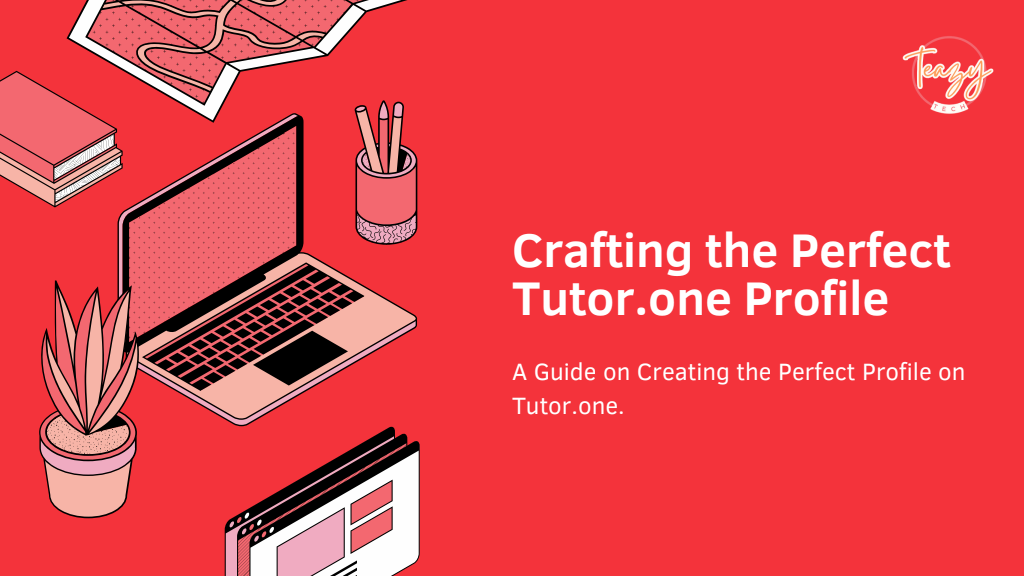 Teazy
TECH
Crafting the Perfect
Tutor.one Profile
A Guide on Creating the Perfect Profile on
Tutor.one.